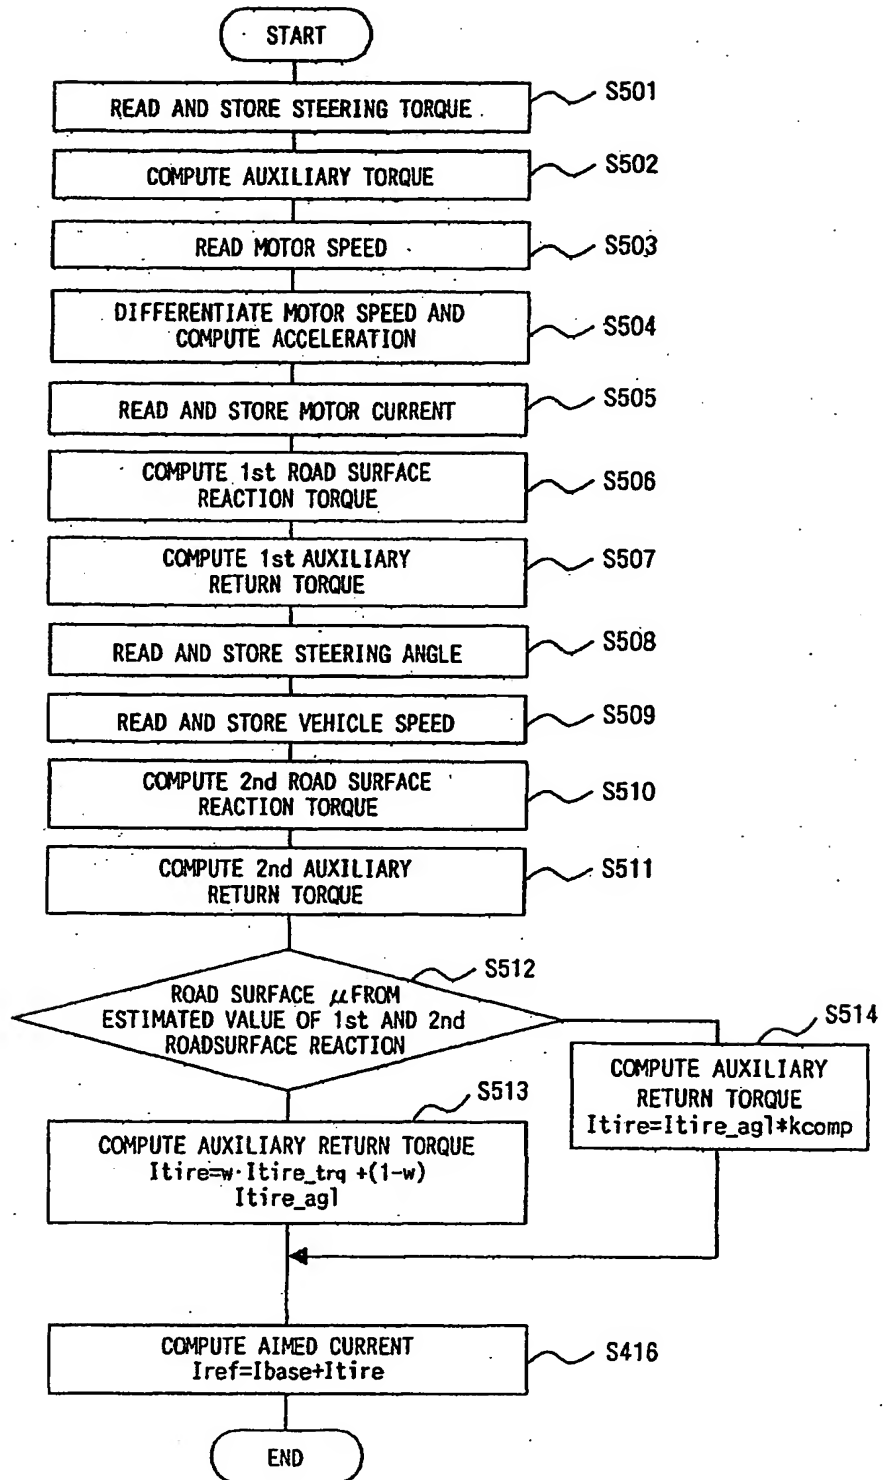 START
READ AND STORE STEERING TORQUE
S501
COMPUTE AUXILIARY TORQUE
S502
READ MOTOR SPEED
S503
DIFFERENTIATE MOTOR SPEED AND
COMPUTE ACCELERATION
S504
READ AND STORE MOTOR CURRENT
S505
COMPUTE 1st ROAD SURFACE
REACTION TORQUE
S506
COMPUTE 1st AUXILIARY
RETURN TORQUE
S507
READ AND STORE STEERING ANGLE
S508
READ AND STORE VEHICLE SPEED
S509
COMPUTE 2nd ROAD SURFACE
REACTION TORQUE
S510
COMPUTE 2nd AUXILIARY
RETURN TORQUE
S511
S512
ROAD SURFACE μ FROM
ESTIMATED VALUE OF 1st AND 2nd
ROADSURFACE REACTION
S514
COMPUTE AUXILIARY
RETURN TORQUE
Itire=Itire_agl*kcomp
S513
COMPUTE AUXILIARY RETURN TORQUE
Itire=w·Itire_trq +(1-w)
Itire_agl
COMPUTE AIMED CURRENT
Iref=Ibase+Itire
S416
END